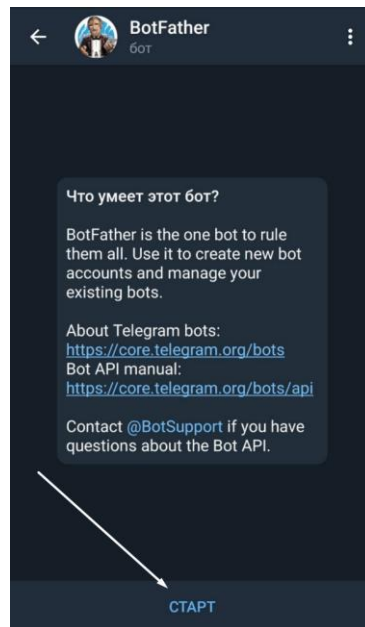 BotFather
бот
Что умеет этот бот?
BotFather is the one bot to rule
them all. Use it to create new bot
accounts and manage your
existing bots.
About Telegram bots:
https://core.telegram.org/bots
Bot API manual:
https://core.telegram.org/bots/api
Contact @BotSupport if you have
questions about the Bot API.
СТАРТ